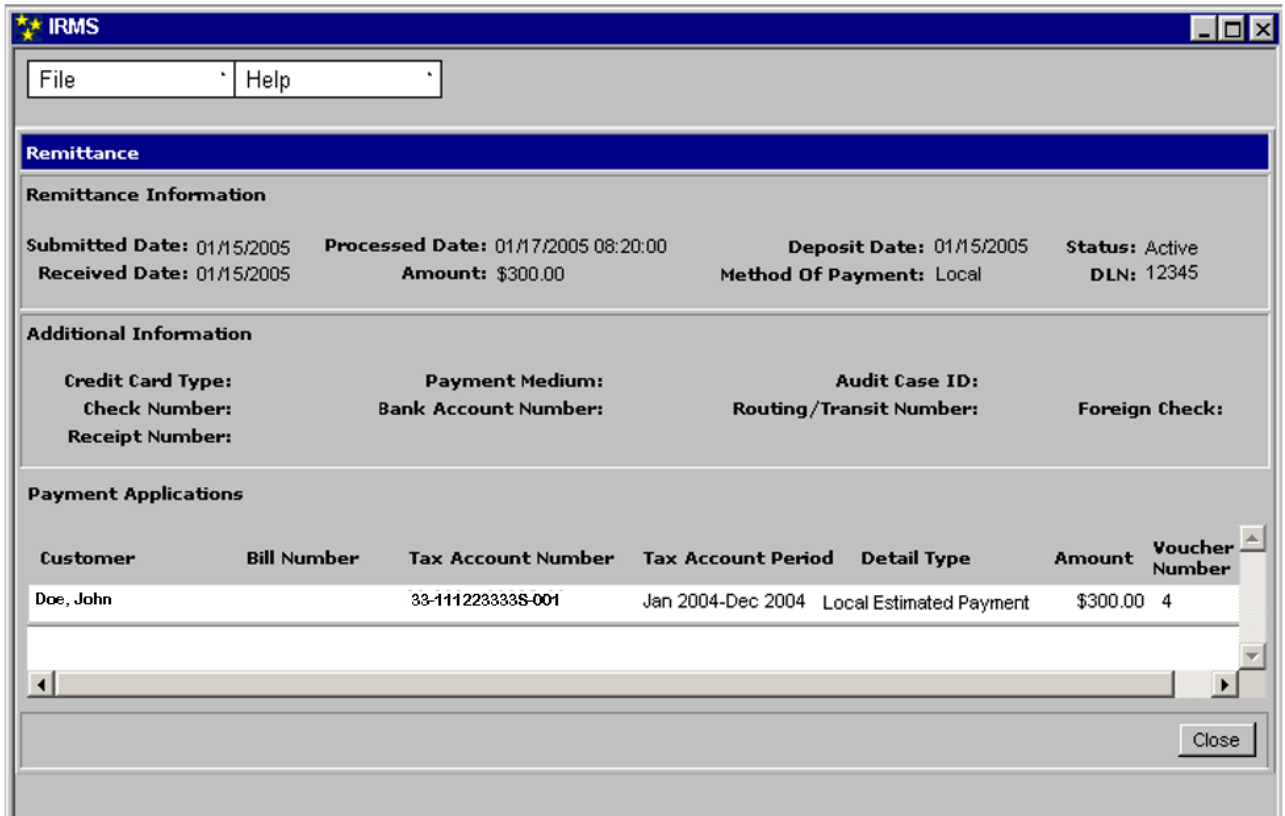 IRMS
File Help
Remittance
Remittance Information
Submitted Date: 01/15/2005 Processed Date: 01/17/2005 08:20:00 Deposit Date: 01/15/2005 Status: Active
Received Date: 01/15/2005 Amount: $300.00 Method Of Payment: Local DLN: 12345
Additional Information
Credit Card Type: Payment Medium: Audit Case ID:
Check Number: Bank Account Number: Routing/Transit Number: Foreign Check:
Receipt Number:
Payment Applications
Customer Bill Number Tax Account Number Tax Account Period Detail Type Amount Voucher Number
Doe, John 33-111223333S-001 Jan 2004-Dec 2004 Local Estimated Payment $300.00 4
Close